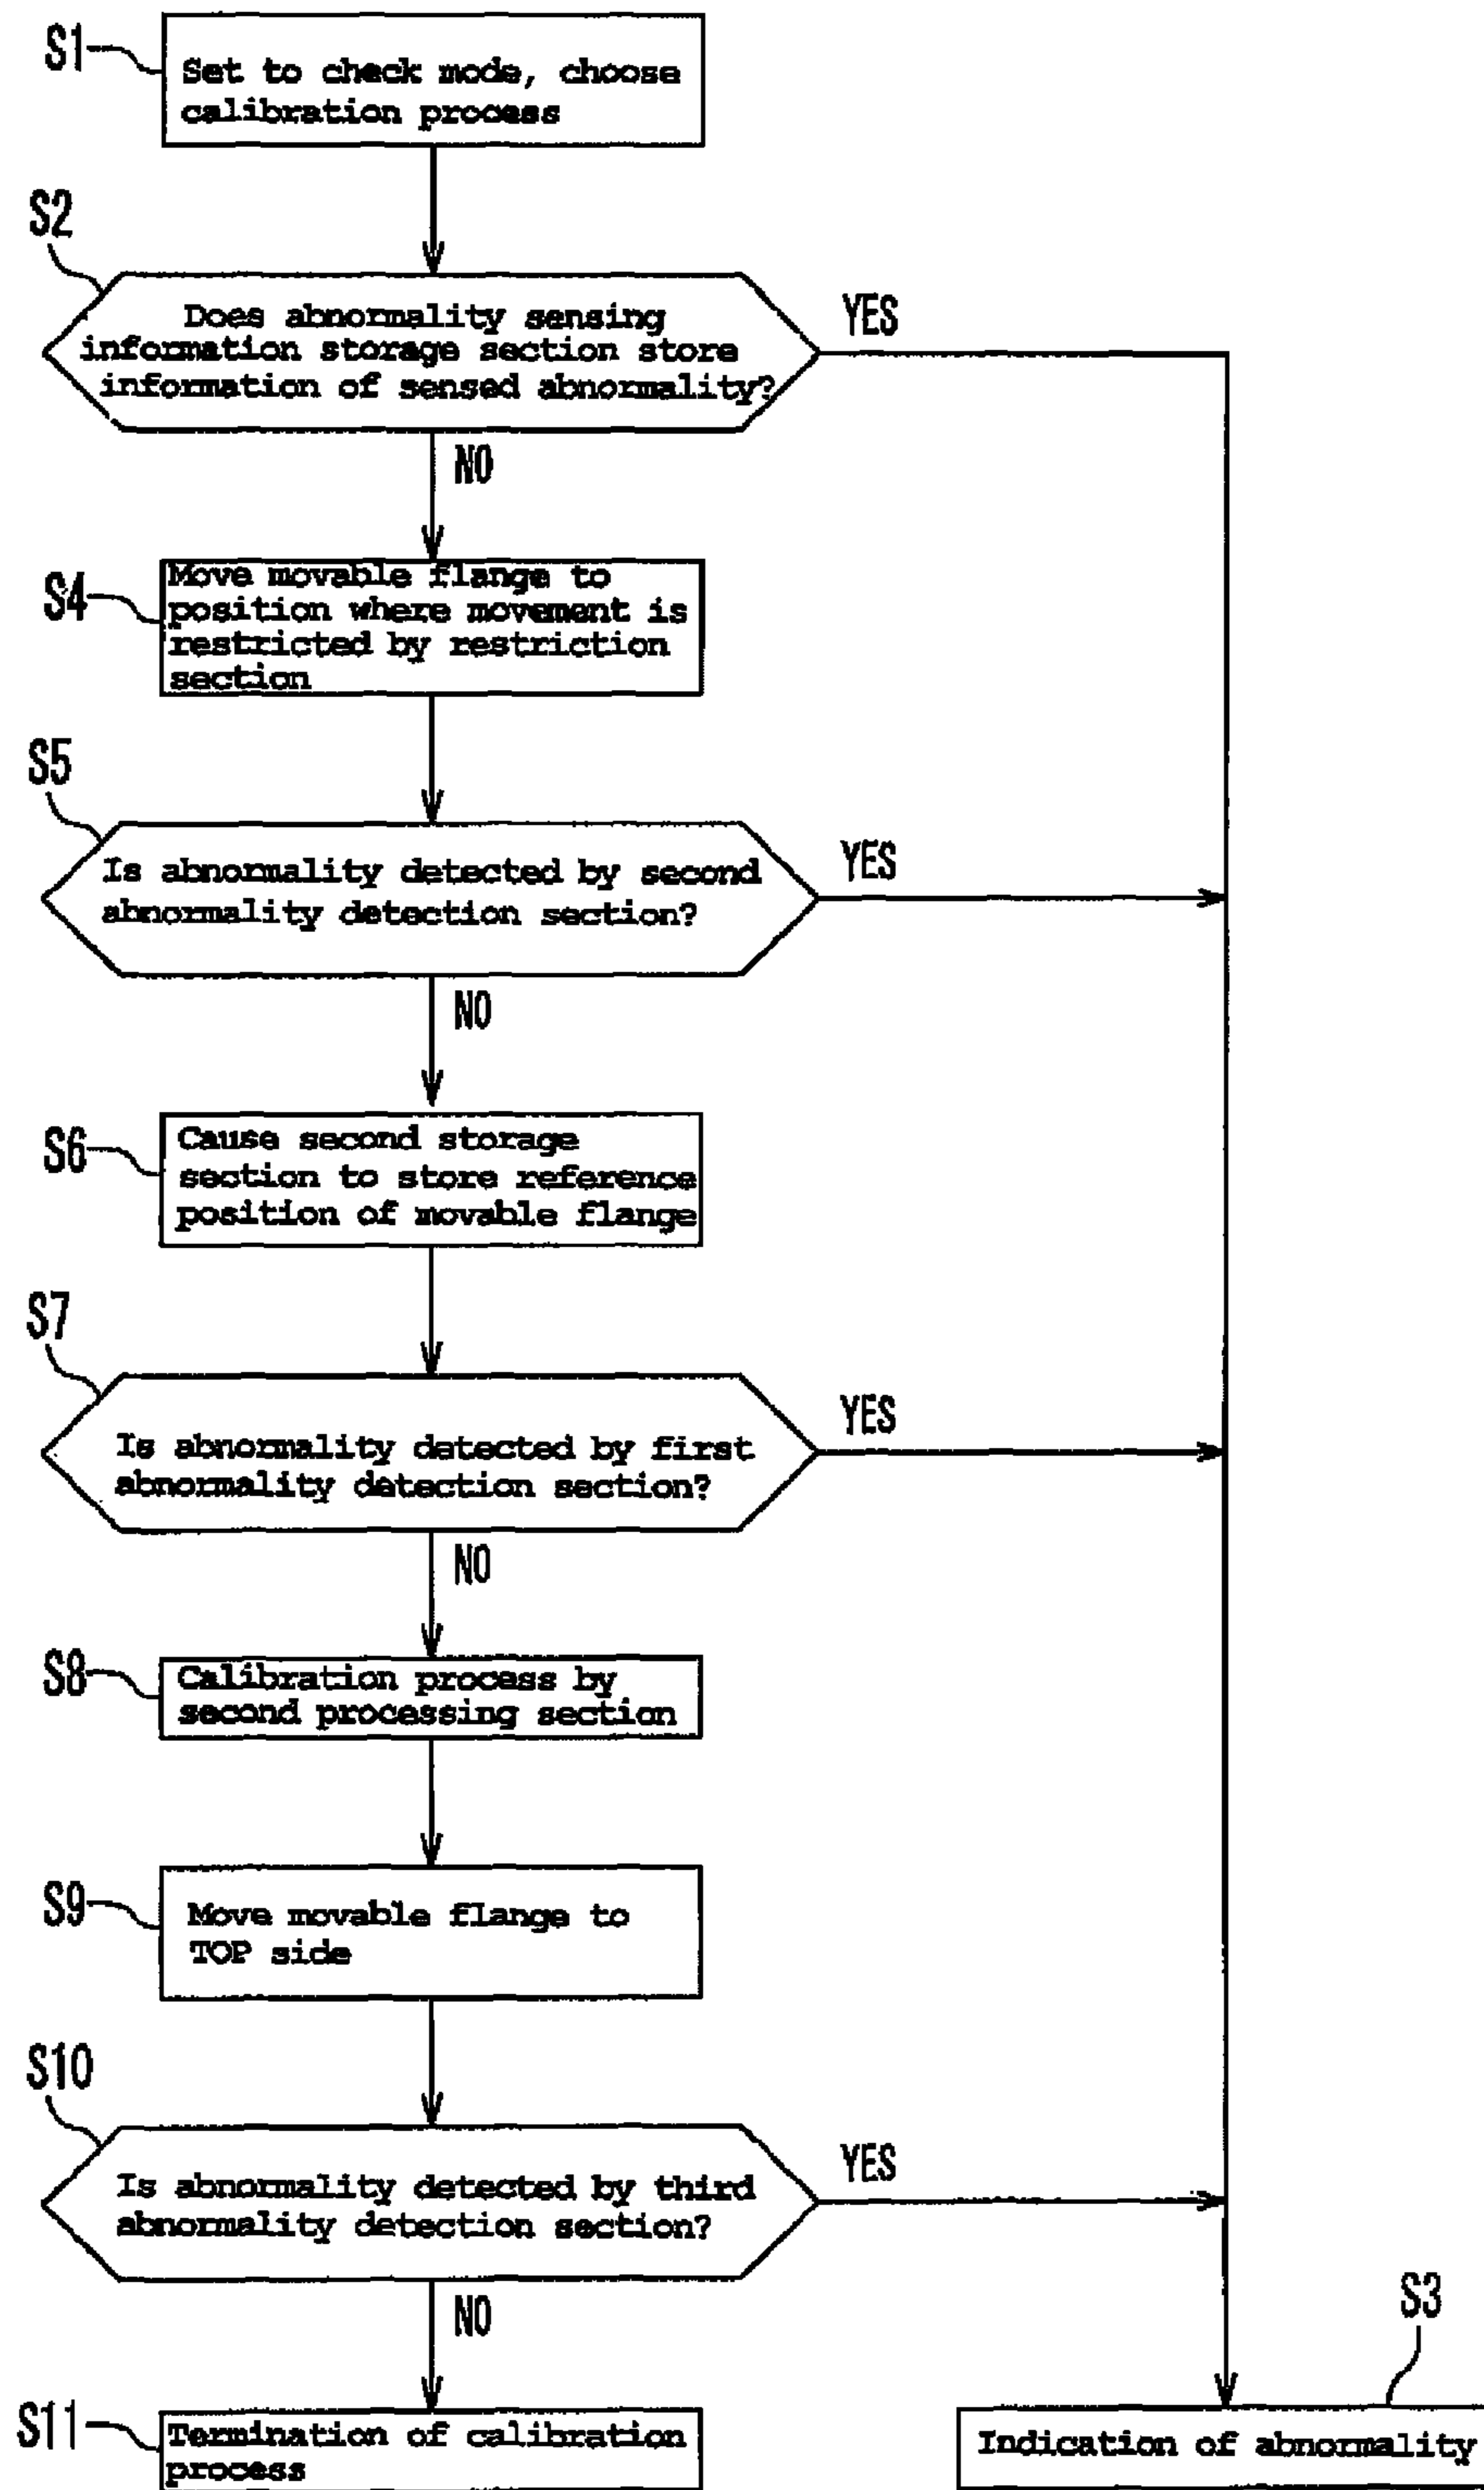 S1
Set to check mode, choose
calibration process
S2
Does abnormality sensing
information storage section store
information of sensed abnormality?
YES
NO
S4
Move movable flange to
position where movement is
restricted by restriction
section
S5
Is abnormality detected by second
abnormality detection section?
YES
NO
S6
Cause second storage
section to store reference
position of movable flange
S7
Is abnormality detected by first
abnormality detection section?
YES
NO
S8
Calibration process by
second processing section
S9
Move movable flange to
TOP side
S10
Is abnormality detected by third
abnormality detection section?
YES
NO
S3
S11
Termination of calibration
process
Indication of abnormality